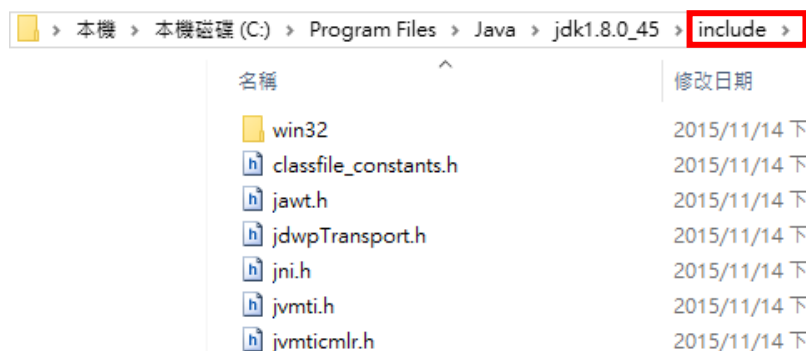 本機 > 本機磁碟 (C:) > Program Files > Java > jdk1.8.0_45 > include >
名稱 修改日期
win32 2015/11/14 下
classfile_constants.h 2015/11/14 下
jawt.h 2015/11/14 下
jdwpTransport.h 2015/11/14 下
jni.h 2015/11/14 下
jvmti.h 2015/11/14 下
jvmticmlr.h 2015/11/14 下